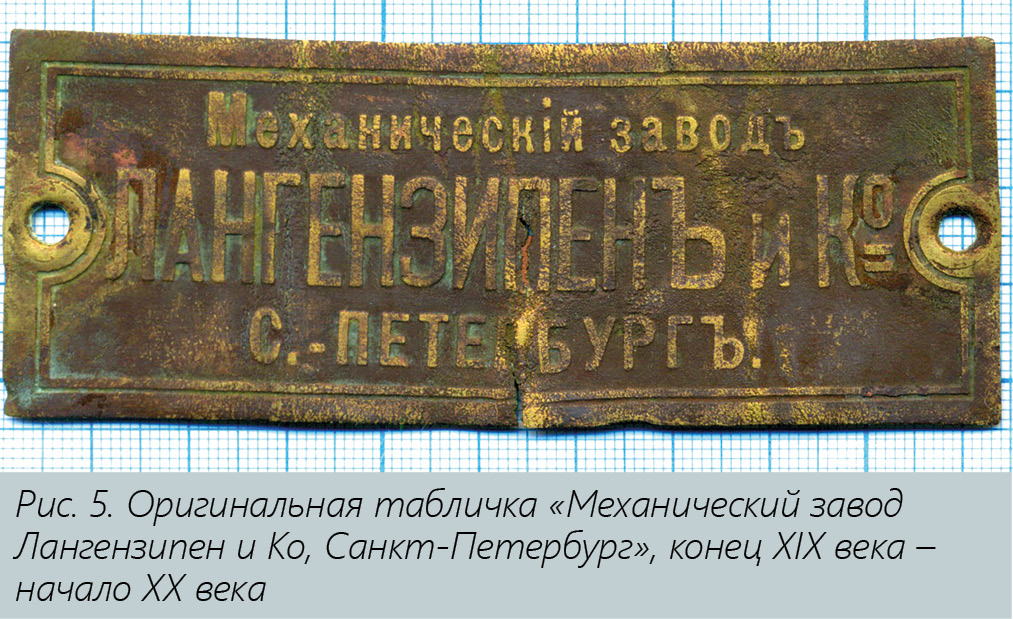 Механическій заводъ
ЛАНГЕНЗИПЕНЪ и Ко
С.-ПЕТЕРБУРГЪ.
Рис. 5. Оригинальная табличка «Механический завод
Лангензипен и Ко, Санкт-Петербург», конец XIX века –
начало XX века